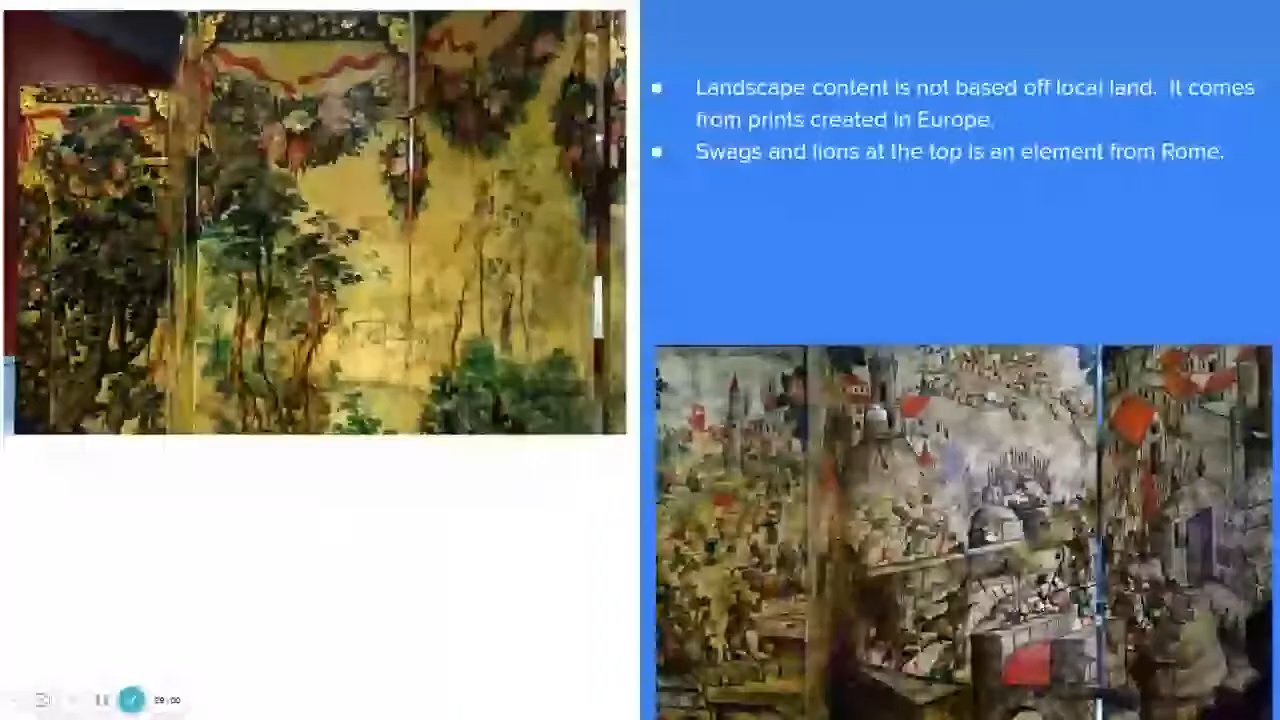 Landscape content is not based off local land. It comes
from prints created in Europe.
Swags and lions at the top is an element from Rome.